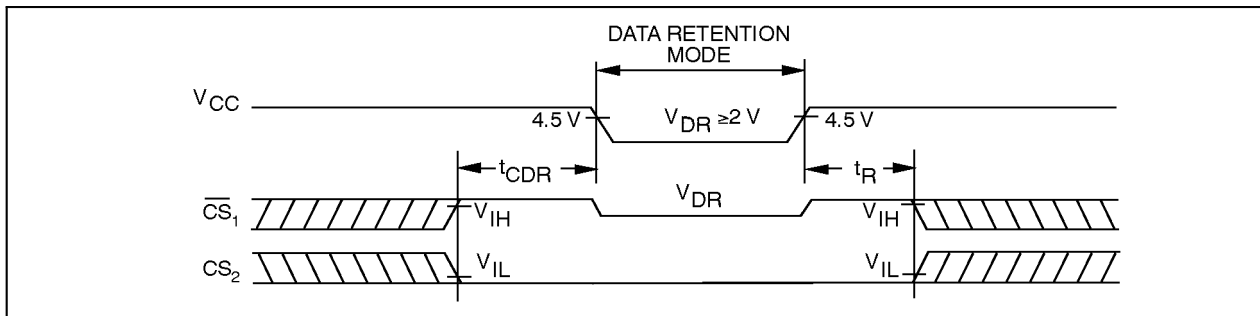 DATA RETENTION
MODE
VCC
4.5 V
VDR ≥2 V
4.5 V
tCDR
tR
CS1
VIH
VDR
VIH
CS2
VIL
VIL